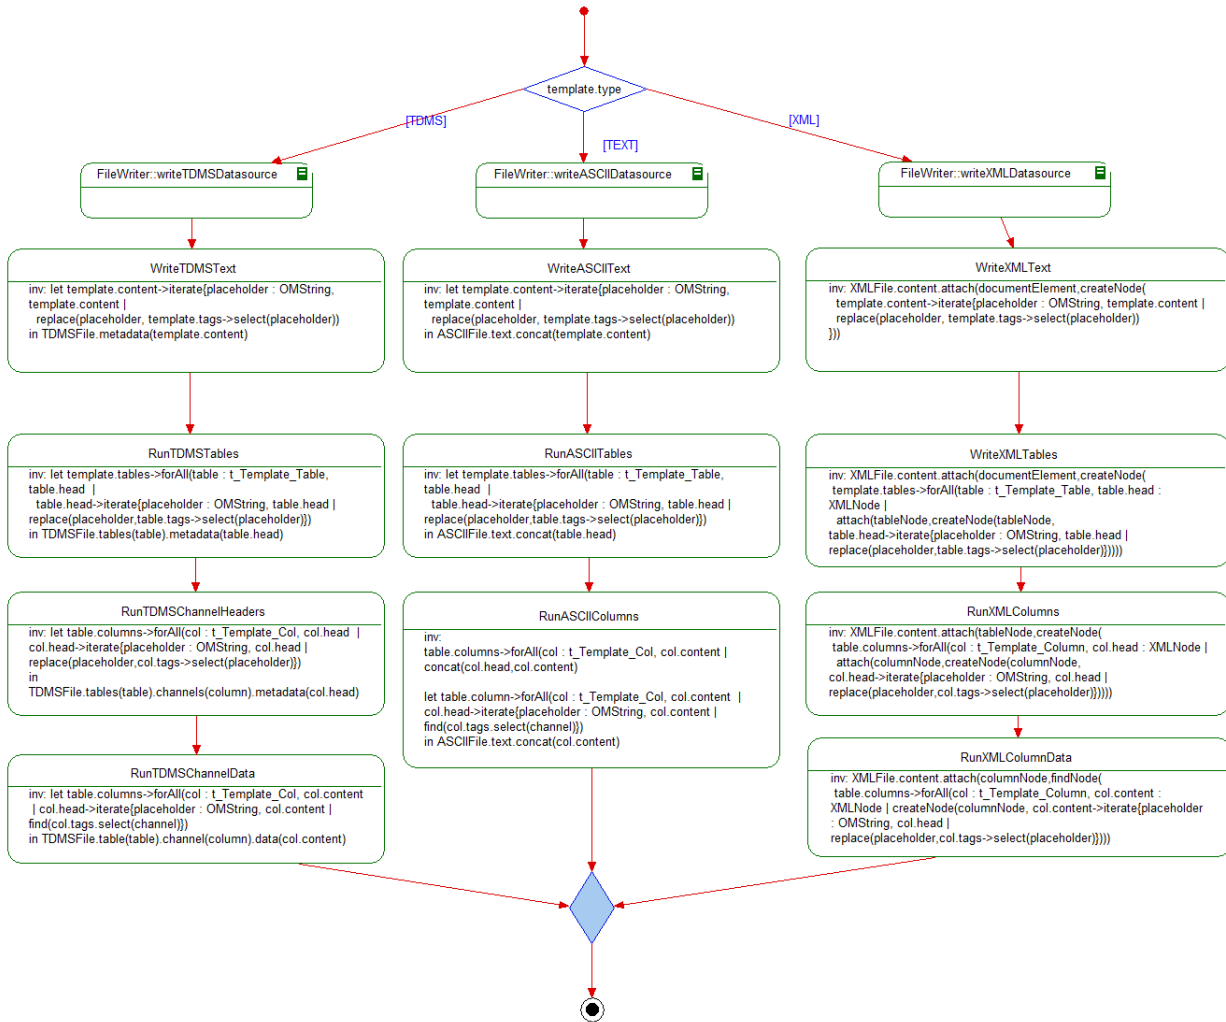 template.type
[TDMS]
[TEXT]
[XML]
FileWriter::writeTDMSDatasource
FileWriter::writeASCIIDatasource
FileWriter::writeXMLDatasource
WriteTDMSText
inv: let template.content->iterate{placeholder : OMString,
template.content |
replace(placeholder, template.tags->select(placeholder))
in TDMSFile.metadata(template.content)
WriteASCIIText
inv: let template.content->iterate{placeholder : OMString,
template.content |
replace(placeholder, template.tags->select(placeholder))
in ASCIIFile.text.concat(template.content)
WriteXMLText
inv: XMLFile.content.attach(documentElement,createNode(
template.content->iterate{placeholder : OMString, template.content |
replace(placeholder, template.tags->select(placeholder))
}))
RunTDMSTables
inv: let template.tables->forAll(table : t_Template_Table,
table.head |
table.head->iterate{placeholder : OMString, table.head |
replace(placeholder,table.tags->select(placeholder)})
in TDMSFile.tables(table).metadata(table.head)
RunASCIITables
inv: let template.tables->forAll(table : t_Template_Table,
table.head |
table.head->iterate{placeholder : OMString, table.head |
replace(placeholder,table.tags->select(placeholder)})
in ASCIIFile.text.concat(table.head)
WriteXMLTables
inv: XMLFile.content.attach(documentElement,createNode(
template.tables->forAll(table : t_Template_Table, table.head :
XMLNode |
attach(tableNode,createNode(tableNode,
table.head->iterate{placeholder : OMString, table.head |
replace(placeholder,table.tags->select(placeholder)}))))
RunTDMSChannelHeaders
inv: let table.columns->forAll(col : t_Template_Col, col.head |
col.head->iterate{placeholder : OMString, col.head |
replace(placeholder,col.tags->select(placeholder)})
in
TDMSFile.tables(table).channels(column).metadata(col.head)
RunASCIIColumns
inv:
table.columns->forAll(col : t_Template_Col, col.content |
concat(col.head,col.content)
let table.column->forAll(col : t_Template_Col, col.content |
col.head->iterate{placeholder : OMString, col.content |
find(col.tags.select(channel)})
in ASCIIFile.text.concat(col.content)
RunXMLColumns
inv: XMLFile.content.attach(tableNode,createNode(
table.columns->forAll(col : t_Template_Column, col.head : XMLNode |
attach(columnNode,createNode(columnNode,
col.head->iterate{placeholder : OMString, col.head |
replace(placeholder,col.tags->select(placeholder)}))))
RunTDMSChannelData
inv: let table.columns->forAll(col : t_Template_Col, col.content
| col.head->iterate{placeholder : OMString, col.content |
find(col.tags.select(channel)})
in TDMSFile.table(table).channel(column).data(col.content)
RunXMLColumnData
inv: XMLFile.content.attach(columnNode,findNode(
table.columns->forAll(col : t_Template_Column, col.content :
XMLNode | createNode(columnNode, col.content->iterate{placeholder
: OMString, col.head |
replace(placeholder,col.tags->select(placeholder)})))